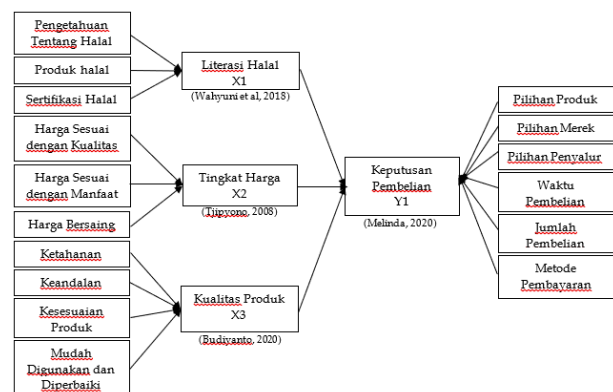 Pengetahuan
Tentang Halal
Produk halal
Sertifikasi Halal
Harga Sesuai
dengan Kualitas
Harga Sesuai
dengan Manfaat
Harga Bersaing
Ketahanan
Keandalan
Kesesuaian
Produk
Mudah
Digunakan dan
Diperbaiki
Literasi Halal
X1
(Wahyuni et al, 2018)
Tingkat Harga
X2
(Tjipyono, 2008)
Kualitas Produk
X3
(Budiyanto, 2020)
Keputusan
Pembelian
Y1
(Melinda, 2020)
Pilihan Produk
Pilihan Merek
Pilihan Penyalur
Waktu
Pembelian
Jumlah
Pembelian
Metode
Pembayaran